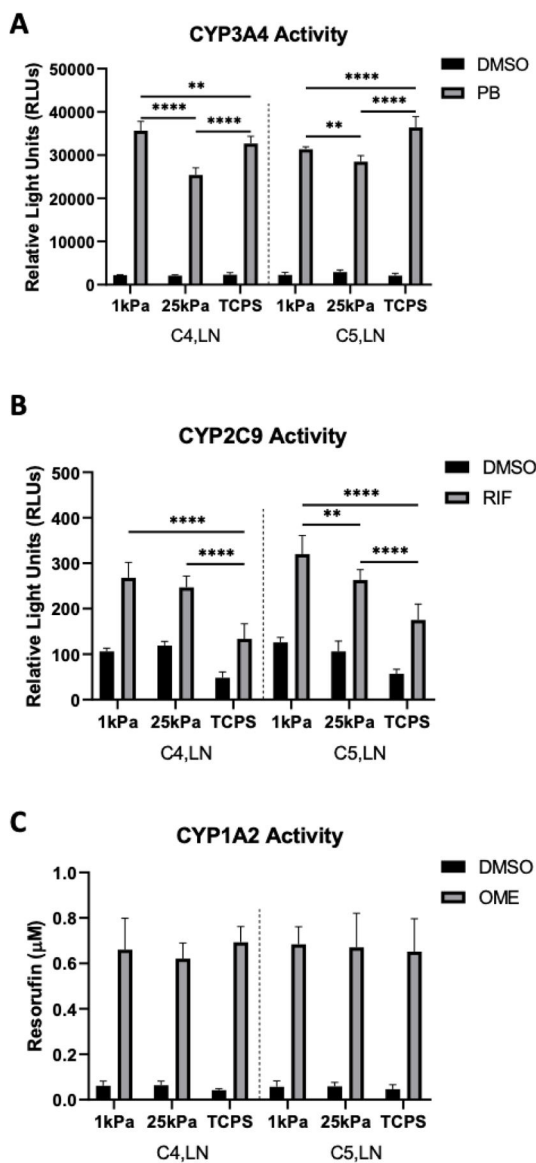 A
CYP3A4 Activity
DMSO
PB
Relative Light Units (RLUs)
50000
40000
30000
20000
10000
0
**
****
****
****
****
**
1kPa 25kPa TCPS 1kPa 25kPa TCPS
C4,LN C5,LN
B
CYP2C9 Activity
DMSO
RIF
Relative Light Units (RLUs)
500
400
300
200
100
0
****
****
****
**
****
1kPa 25kPa TCPS 1kPa 25kPa TCPS
C4,LN C5,LN
C
CYP1A2 Activity
DMSO
OME
Resorufin (μM)
1.0
0.8
0.6
0.4
0.2
0.0
1kPa 25kPa TCPS 1kPa 25kPa TCPS
C4,LN C5,LN